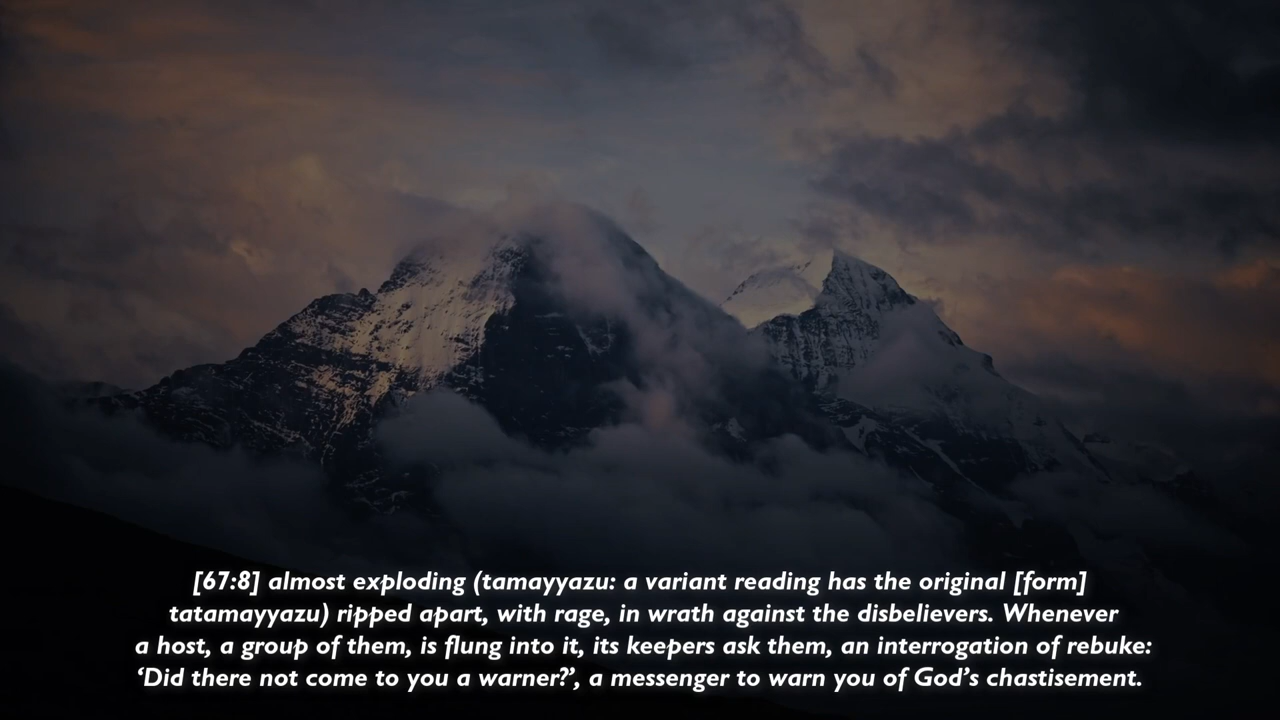 [67:8] almost exploding (tamayyazu: a variant reading has the original [form]
tatamayyazu) ripped apart, with rage, in wrath against the disbelievers. Whenever
a host, a group of them, is flung into it, its keepers ask them, an interrogation of rebuke:
‘Did there not come to you a warner?’, a messenger to warn you of God’s chastisement.